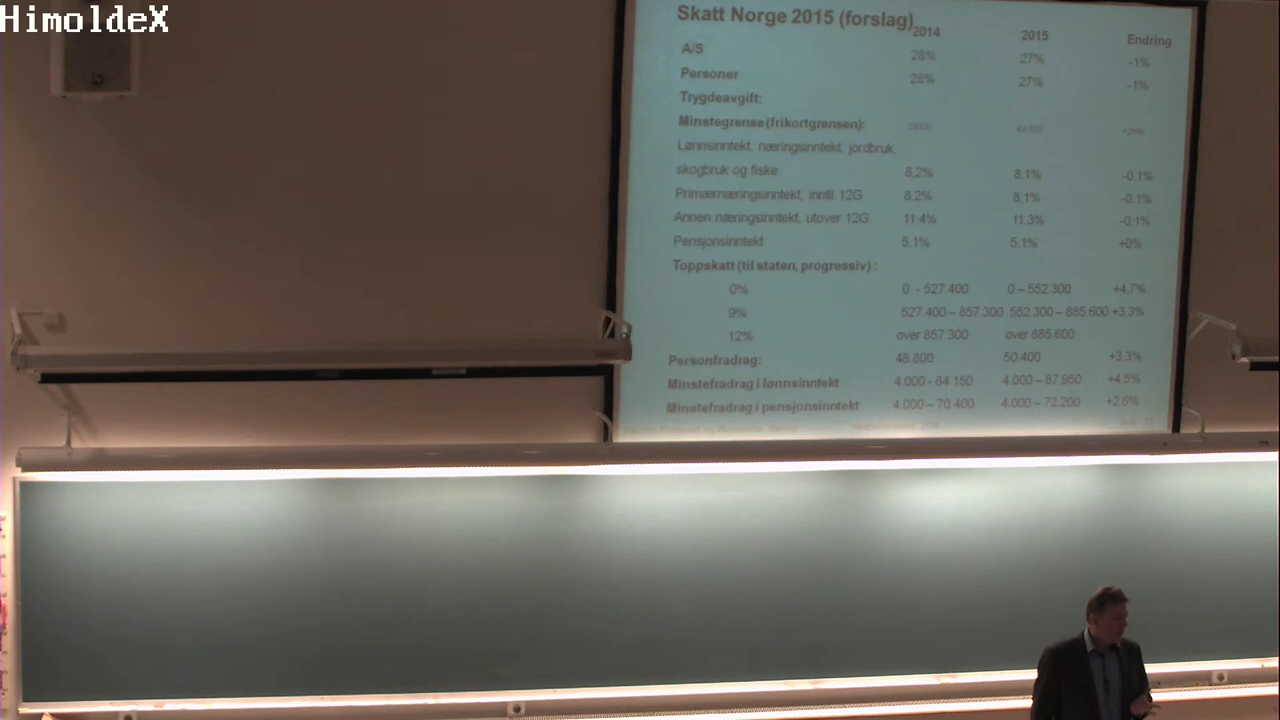 HimoldeX
Skatt Norge 2015 (forslag)
2014 2015 Endring
A/S 28% 27% -1%
Personer 28% 27% -1%
Trygdeavgift:
Minstegrense (frikortgrensen):
Lønnsinntekt, næringsinntekt, jordbruk,
skogbruk og fiske: 8,2% 8,1% -0.1%
Primærnæringsinntekt, inntil 12G 8.2% 8,1% -0.1%
Annen næringsinntekt, utover 12G 11.4% 11.3% -0.1%
Pensjonsinntekt 5.1% 5.1% +0%
Toppskatt (til staten, progressiv) :
0% 0 - 527.400 0 – 552.300 +4,7%
9% 527.400 – 857.300 552.300 – 885.600 +3,3%
12% over 857.300 over 885.600
Personfradrag: 48.800 50.400 +3.3%
Minstefradrag i lønnsinntekt 4.000 - 84 150 4.000 – 87.950 +4,5%
Minstefradrag i pensjonsinntekt 4.000 – 70.400 4.000 – 72.200 +2.6%